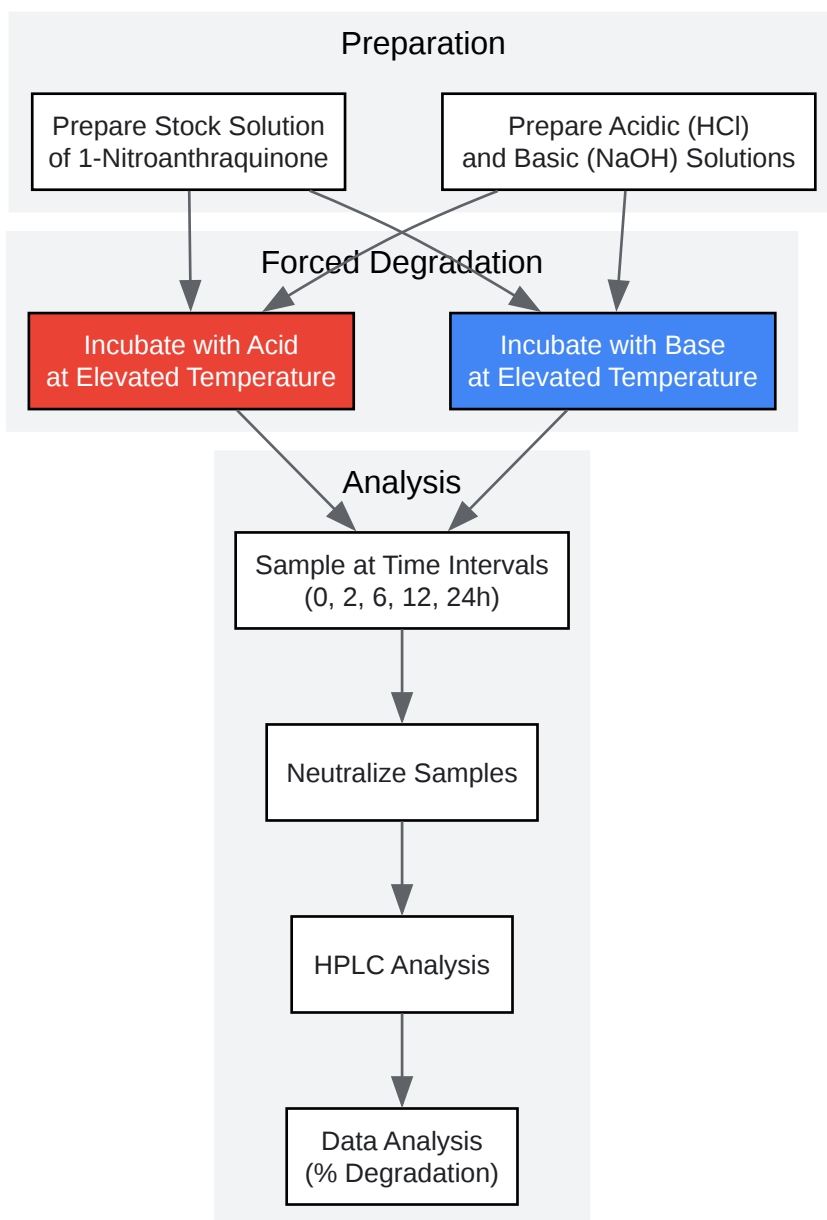 Preparation
Prepare Stock Solution
of 1-Nitroanthraquinone
Prepare Acidic (HCl)
and Basic (NaOH) Solutions
Forced Degradation
Incubate with Acid
at Elevated Temperature
Incubate with Base
at Elevated Temperature
Analysis
Sample at Time Intervals
(0, 2, 6, 12, 24h)
Neutralize Samples
HPLC Analysis
Data Analysis
(% Degradation)